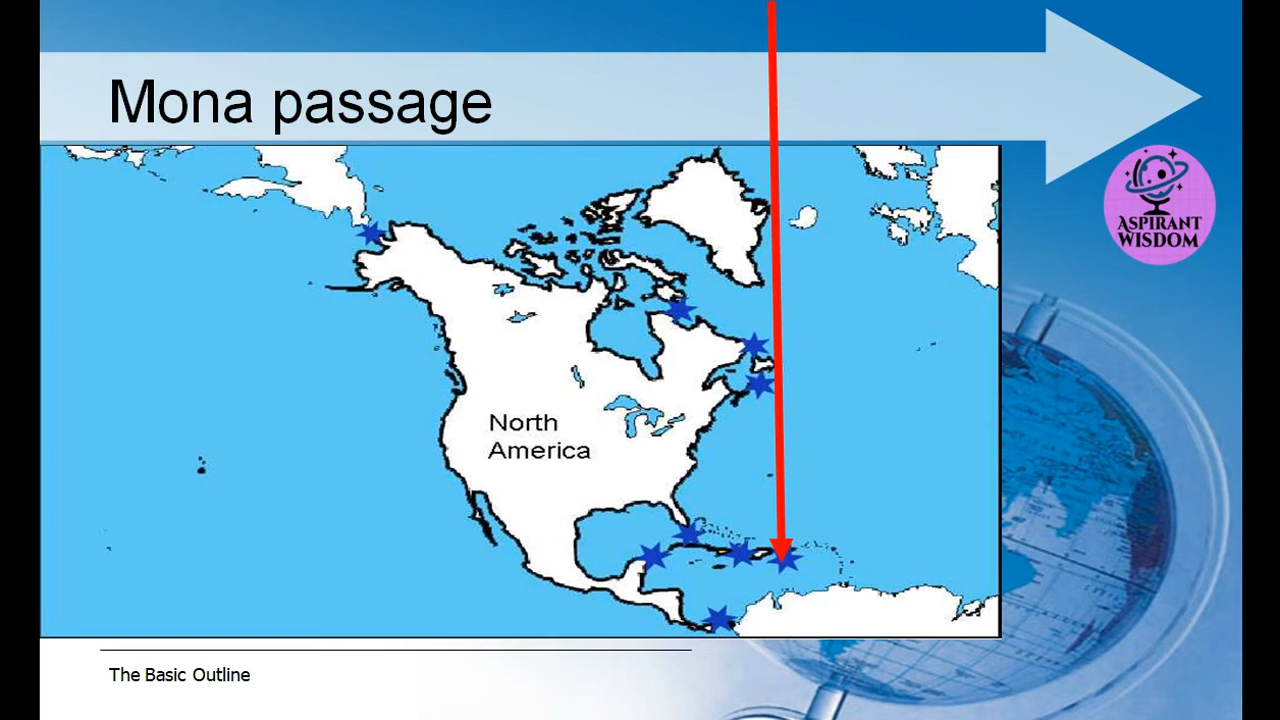 Mona passage
ASPIRANT
WISDOM
North
America
The Basic Outline